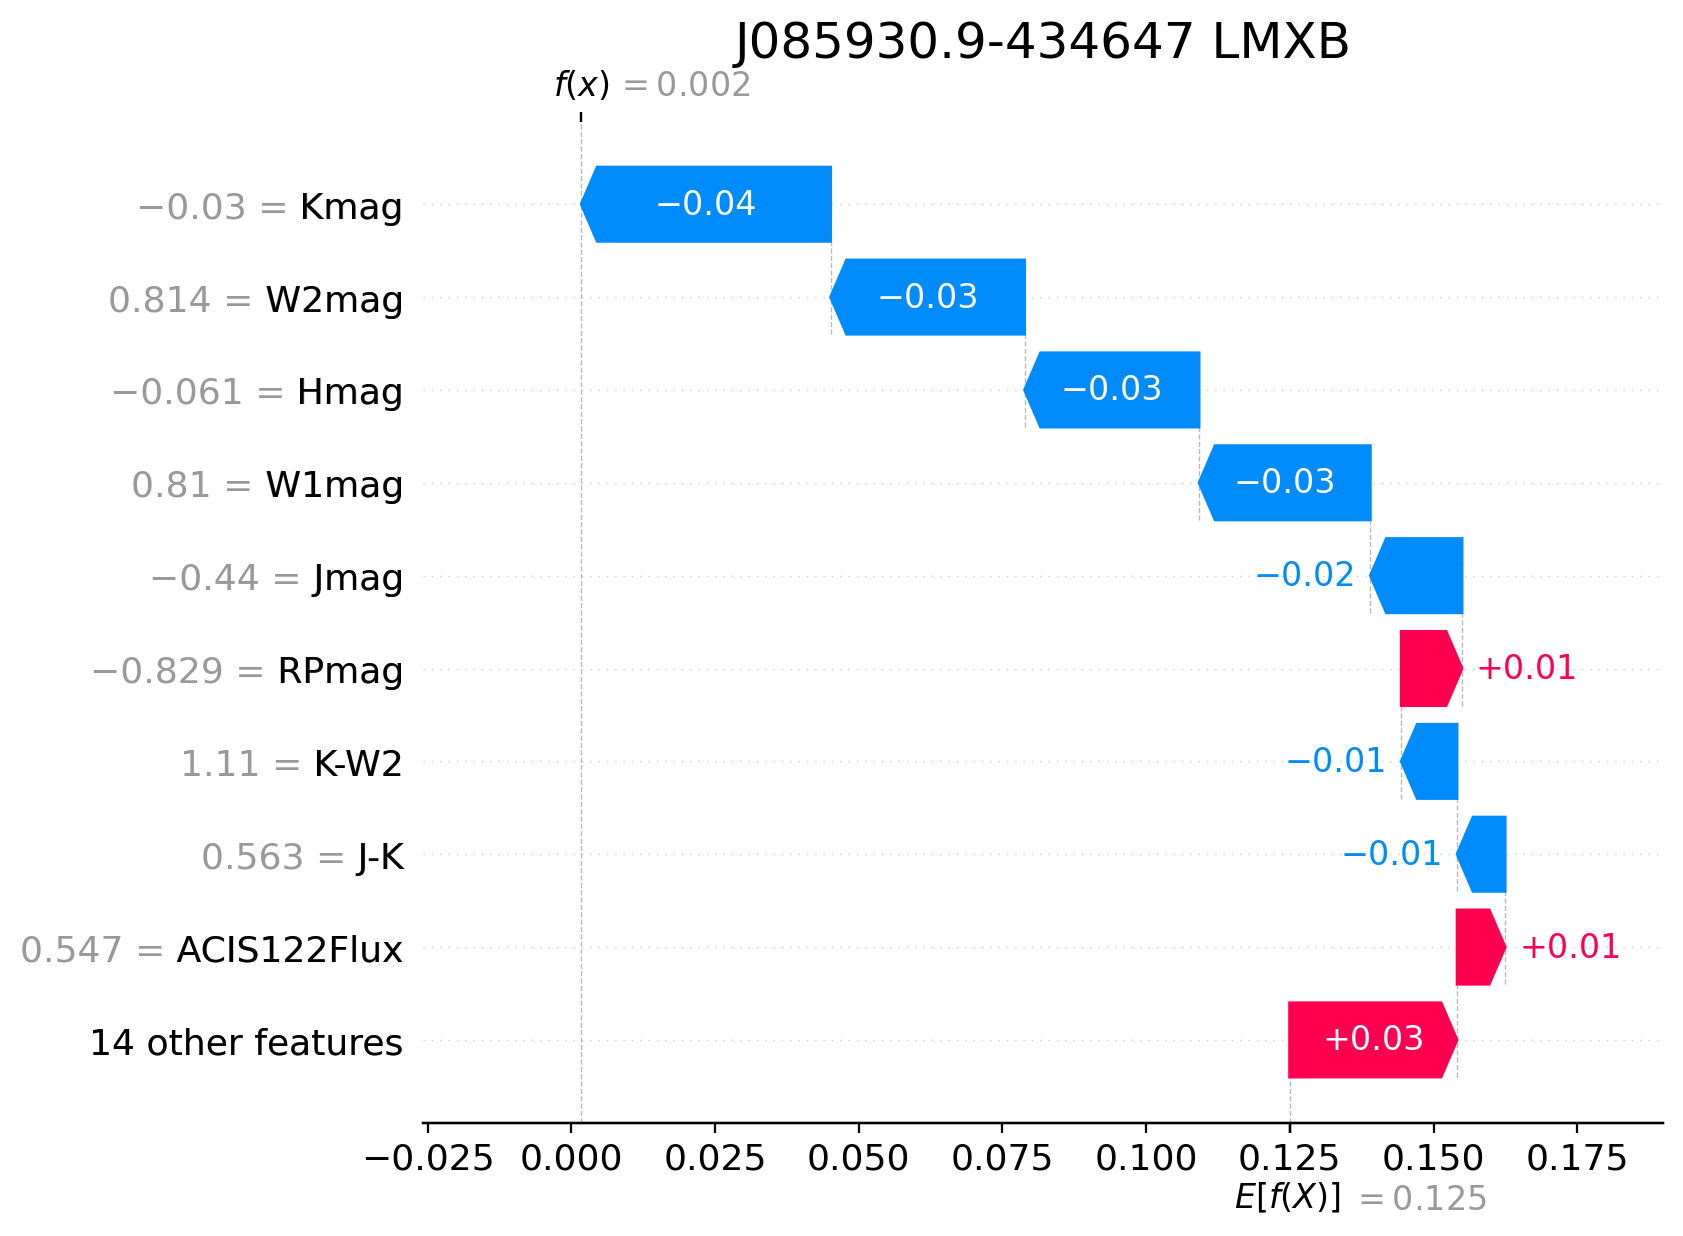 J085930.9-434647 LMXB
f(x) = 0.002
−0.03 = Kmag
−0.04
0.814 = W2mag
−0.03
−0.061 = Hmag
−0.03
0.81 = W1mag
−0.03
−0.44 = Jmag
−0.02
−0.829 = RPmag
+0.01
1.11 = K-W2
−0.01
0.563 = J-K
−0.01
0.547 = ACIS122Flux
+0.01
14 other features
+0.03
−0.025 0.000 0.025 0.050 0.075 0.100 0.125 0.150 0.175
E[f(X)] = 0.125